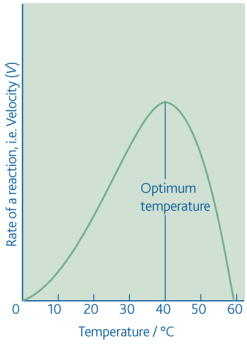 Rate of a reaction, i.e. Velocity (V)
Optimum
temperature
0 10 20 30 40 50 60
Temperature / °C